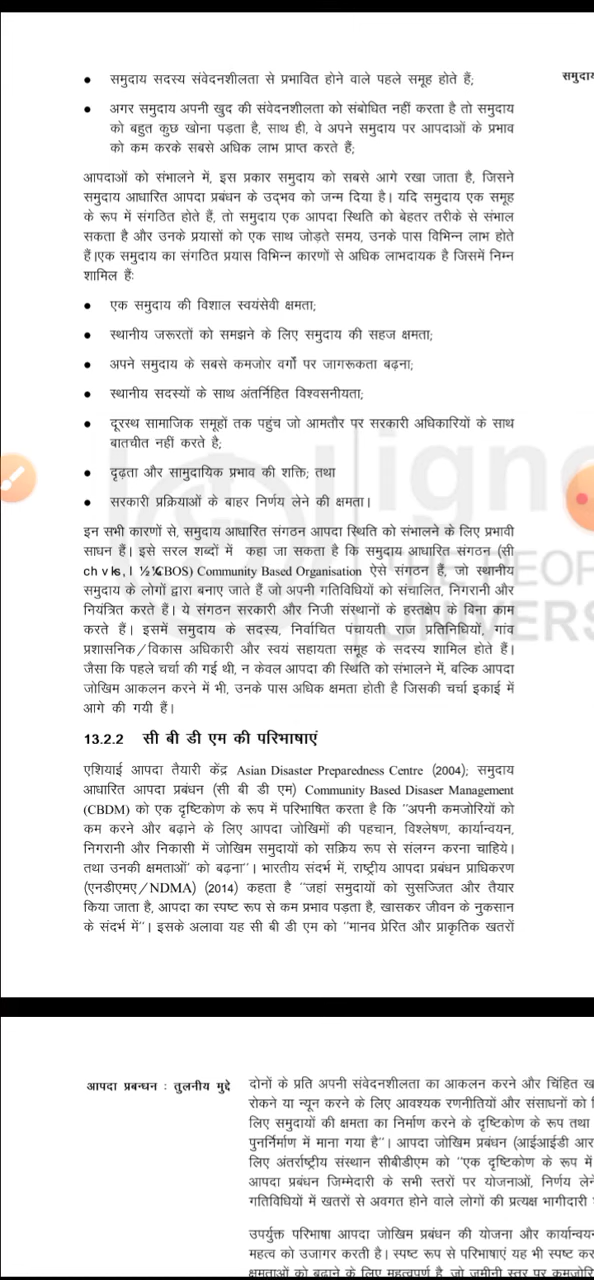 समुदाय सदस्य संवेदनशीलता से प्रभावित होने वाले पहले समूह होते हैं;
अगर समुदाय अपनी खुद की संवेदनशीलता को संबोधित नहीं करता है तो समुदाय
को बहुत कुछ खोना पड़ता है, साथ ही, वे अपने समुदाय पर आपदाओं के प्रभाव
को कम करके सबसे अधिक लाभ प्राप्त करते हैं;
आपदाओं को संभालने में, इस प्रकार समुदाय को सबसे आगे रखा जाता है, जिसने
समुदाय आधारित आपदा प्रबंधन के उद्भव को जन्म दिया है। यदि समुदाय एक समूह
के रूप में संगठित होते हैं, तो समुदाय एक आपदा स्थिति को बेहतर तरीके से संभाल
सकता है और उनके प्रयासों को एक साथ जोड़ते समय, उनके पास विभिन्न लाभ होते
हैं।एक समुदाय का संगठित प्रयास विभिन्न कारणों से अधिक लाभदायक है जिसमें निम्न
शामिल हैंः
एक समुदाय की विशाल स्वयंसेवी क्षमता;
स्थानीय जरूरतों को समझने के लिए समुदाय की सहज क्षमता;
अपने समुदाय के सबसे कमजोर वर्गों पर जागरूकता बढ़ना;
स्थानीय सदस्यों के साथ अंतर्निहित विश्वसनीयता;
दूरस्थ सामाजिक समूहों तक पहुंच जो आमतौर पर सरकारी अधिकारियों के साथ
बातचीत नहीं करते है;
दृढ़ता और सामुदायिक प्रभाव की शक्ति; तथा
सरकारी प्रक्रियाओं के बाहर निर्णय लेने की क्षमता।
इन सभी कारणों से, समुदाय आधारित संगठन आपदा स्थिति को संभालने के लिए प्रभावी
साधन हैं। इसे सरल शब्दों में कहा जा सकता है कि समुदाय आधारित संगठन (सी
CBOS) Community Based Organisation ऐसे संगठन हैं, जो स्थानीय
समुदाय के लोगों द्वारा बनाए जाते हैं जो अपनी गतिविधियों को संचालित, निगरानी और
नियंत्रित करते हैं। ये संगठन सरकारी और निजी संस्थानों के हस्तक्षेप के बिना काम
करते हैं। इसमें समुदाय के सदस्य, निर्वाचित पंचायती राज प्रतिनिधियों, गांव
प्रशासनिक/विकास अधिकारी और स्वयं सहायता समूह के सदस्य शामिल होते हैं।
जैसा कि पहले चर्चा की गई थी, न केवल आपदा की स्थिति को संभालने में, बल्कि आपदा
जोखिम आकलन करने में भी, उनके पास अधिक क्षमता होती है जिसकी चर्चा इकाई में
आगे की गयी हैं।
13.2.2 सी बी डी एम की परिभाषाएं
एशियाई आपदा तैयारी केंद्र Asian Disaster Preparedness Centre (2004); समुदाय
आधारित आपदा प्रबंधन (सी बी डी एम) Community Based Disaser Management
(CBDM) को एक दृष्टिकोण के रूप में परिभाषित करता है कि "अपनी कमजोरियों को
कम करने और बढ़ाने के लिए आपदा जोखिमों की पहचान, विश्लेषण, कार्यान्वयन,
निगरानी और निकासी में जोखिम समुदायों को सक्रिय रूप से संलग्न करना चाहिये।
तथा उनकी क्षमताओं' को बढ़ना"। भारतीय संदर्भ में, राष्ट्रीय आपदा प्रबंधन प्राधिकरण
(एनडीएमए/NDMA) (2014) कहता है "जहां समुदायों को सुसज्जित और तैयार
किया जाता है, आपदा का स्पष्ट रूप से कम प्रभाव पड़ता है, खासकर जीवन के नुकसान
के संदर्भ में"। इसके अलावा यह सी बी डी एम को "मानव प्रेरित और प्राकृतिक खतरों
आपदा प्रबन्धन : तुलनीय मुद्दे
दोनों के प्रति अपनी संवेदनशीलता का आकलन करने और चिंहित
रोकने या न्यून करने के लिए आवश्यक रणनीतियों और संसाधनों को
लिए समुदायों की क्षमता का निर्माण करने के दृष्टिकोण के रूप तथा
पुनर्निर्माण में माना गया है"। आपदा जोखिम प्रबंधन (आईआईडी आर
लिए अंतर्राष्ट्रीय संस्थान सीबीडीएम को "एक दृष्टिकोण के रूप में
आपदा प्रबंधन जिम्मेदारी के सभी स्तरों पर योजनाओं, निर्णय
गतिविधियों में खतरों से अवगत होने वाले लोगों की प्रत्यक्ष भागीदारी
उपर्युक्त परिभाषा आपदा जोखिम प्रबंधन की योजना और
महत्व को उजागर करती है। स्पष्ट रूप से परिभाषाएं यह भी स्पष्ट
क्षमताओं को बढ़ाने के लिए महत्वपूर्ण है, जो जमीनी स्तर पर